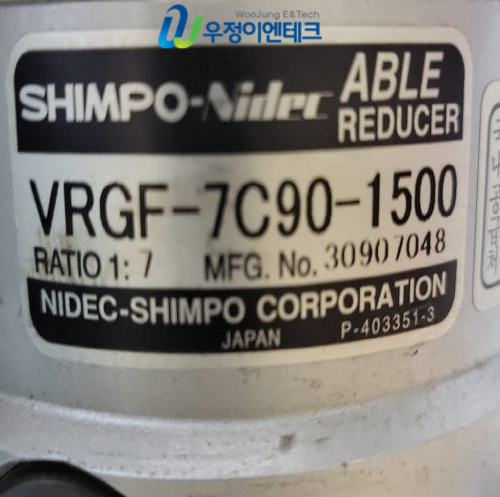 WooJung E&Tech
우정이엔테크
SHIMPO-Nidec
ABLE
REDUCER
VRGF-7C90-1500
RATIO 1: 7 MFG. No. 30907048
NIDEC-SHIMPO CORPORATION
JAPAN P-403351-3